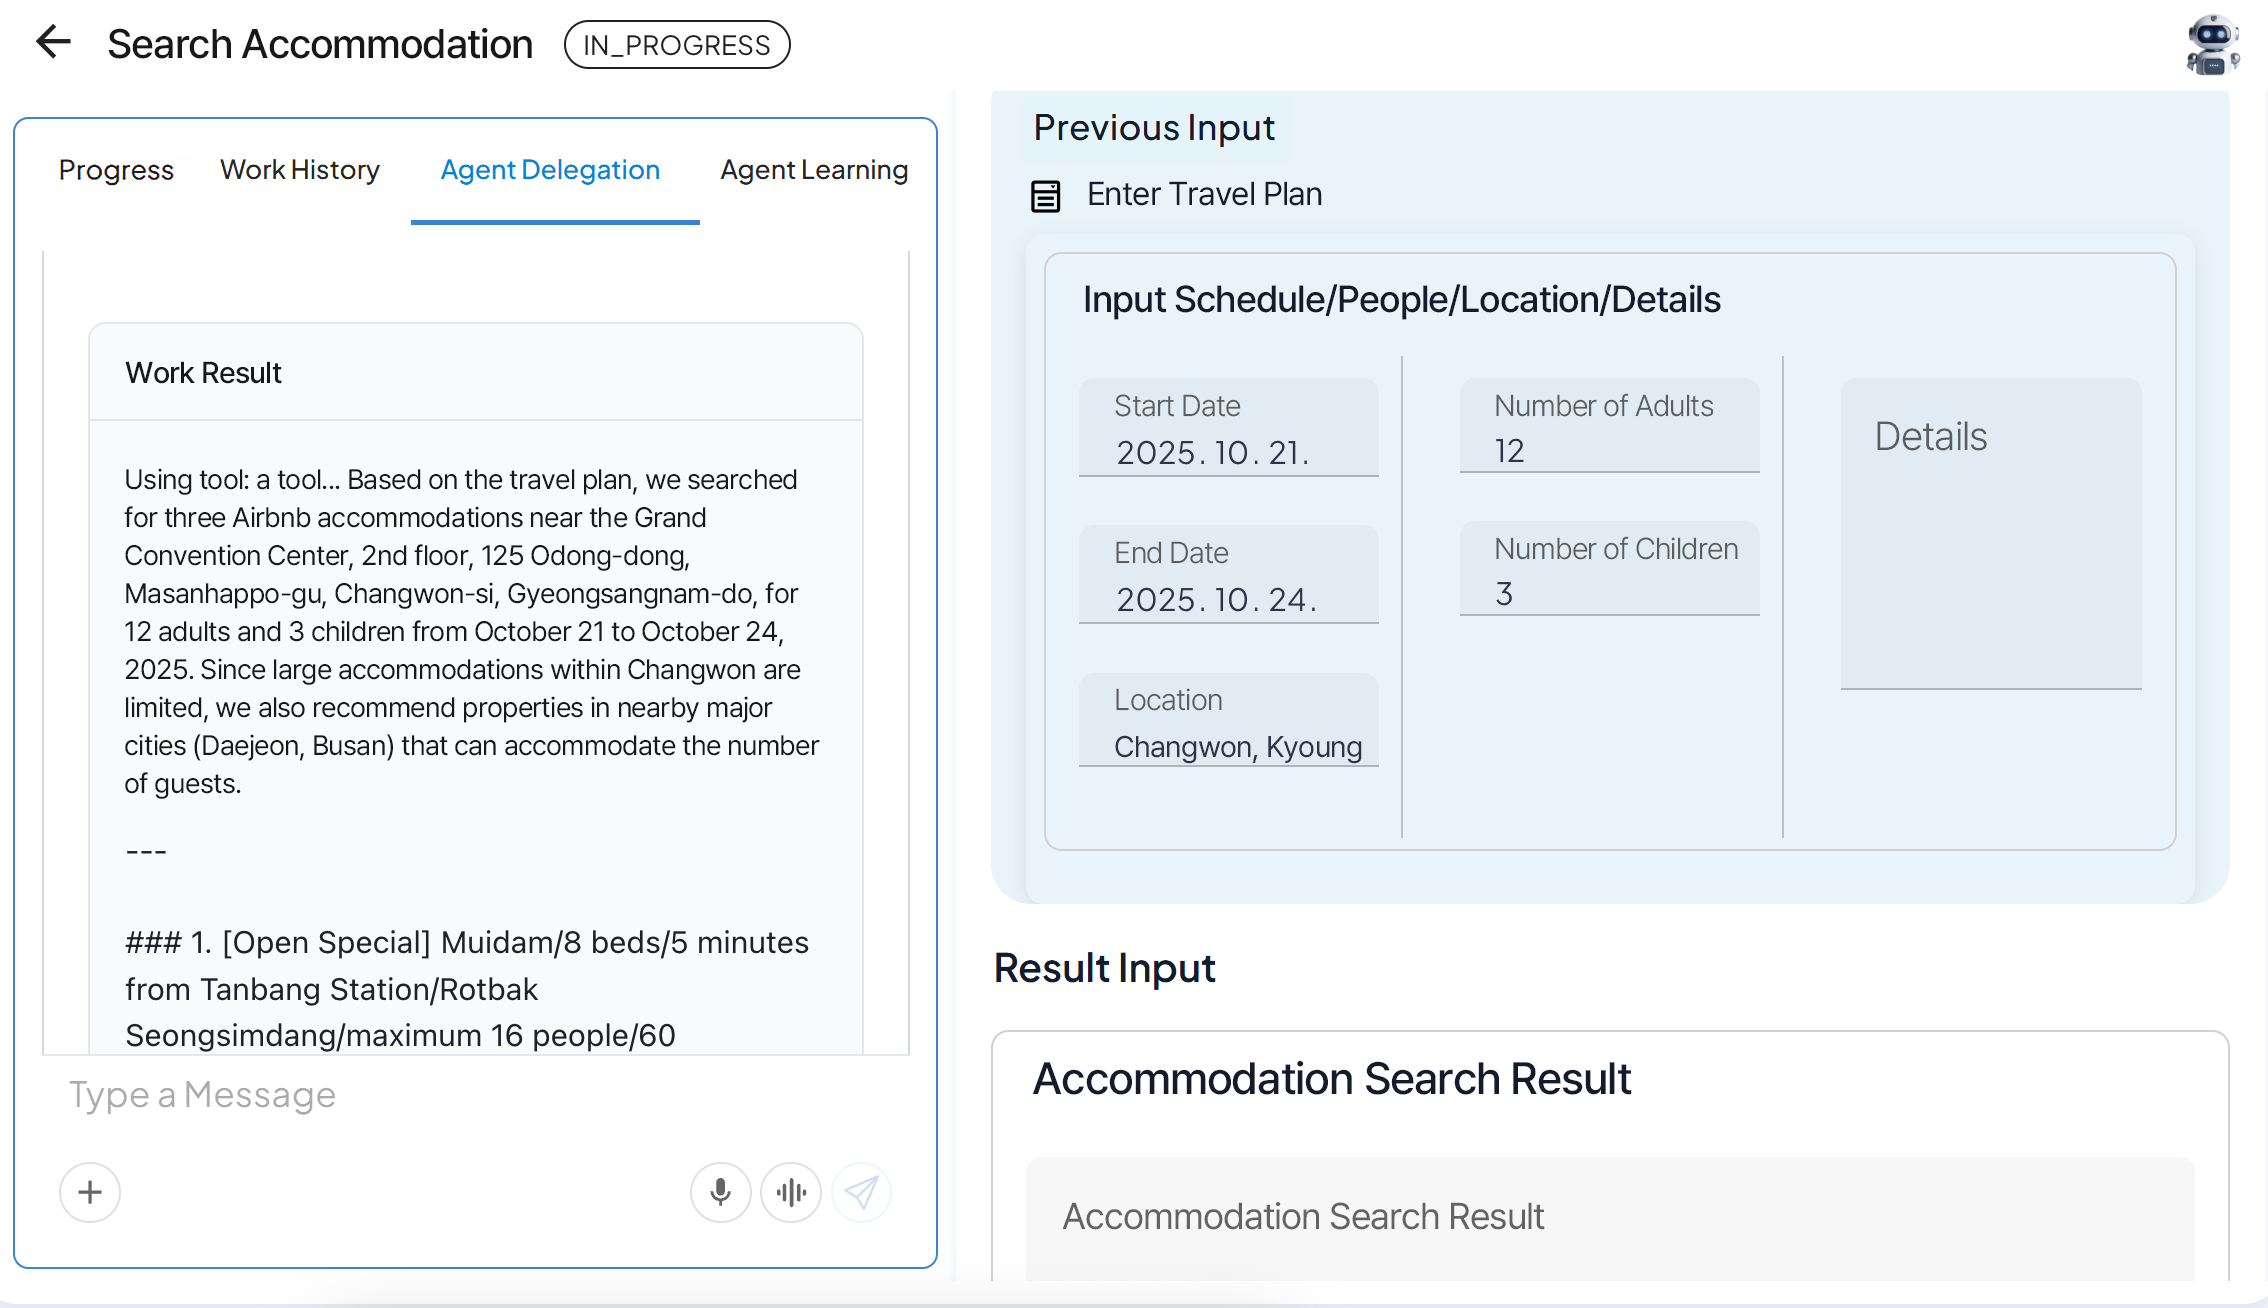 Search Accommodation
IN_PROGRESS
Progress
Work History
Agent Delegation
Agent Learning
Work Result
Using tool: a tool... Based on the travel plan, we searched
for three Airbnb accommodations near the Grand
Convention Center, 2nd floor, 125 Odong-dong,
Masanhappo-gu, Changwon-si, Gyeongsangnam-do, for
12 adults and 3 children from October 21 to October 24,
2025. Since large accommodations within Changwon are
limited, we also recommend properties in nearby major
cities (Daejeon, Busan) that can accommodate the number
of guests.
---
### 1. [Open Special] Muidam/8 beds/5 minutes
from Tanbang Station/Rotbak
Seongsimdang/maximum 16 people/60
Type a Message
Previous Input
Enter Travel Plan
Input Schedule/People/Location/Details
Start Date
2025. 10. 21.
End Date
2025. 10. 24.
Location
Changwon, Kyoung
Number of Adults
12
Number of Children
3
Details
Result Input
Accommodation Search Result
Accommodation Search Result